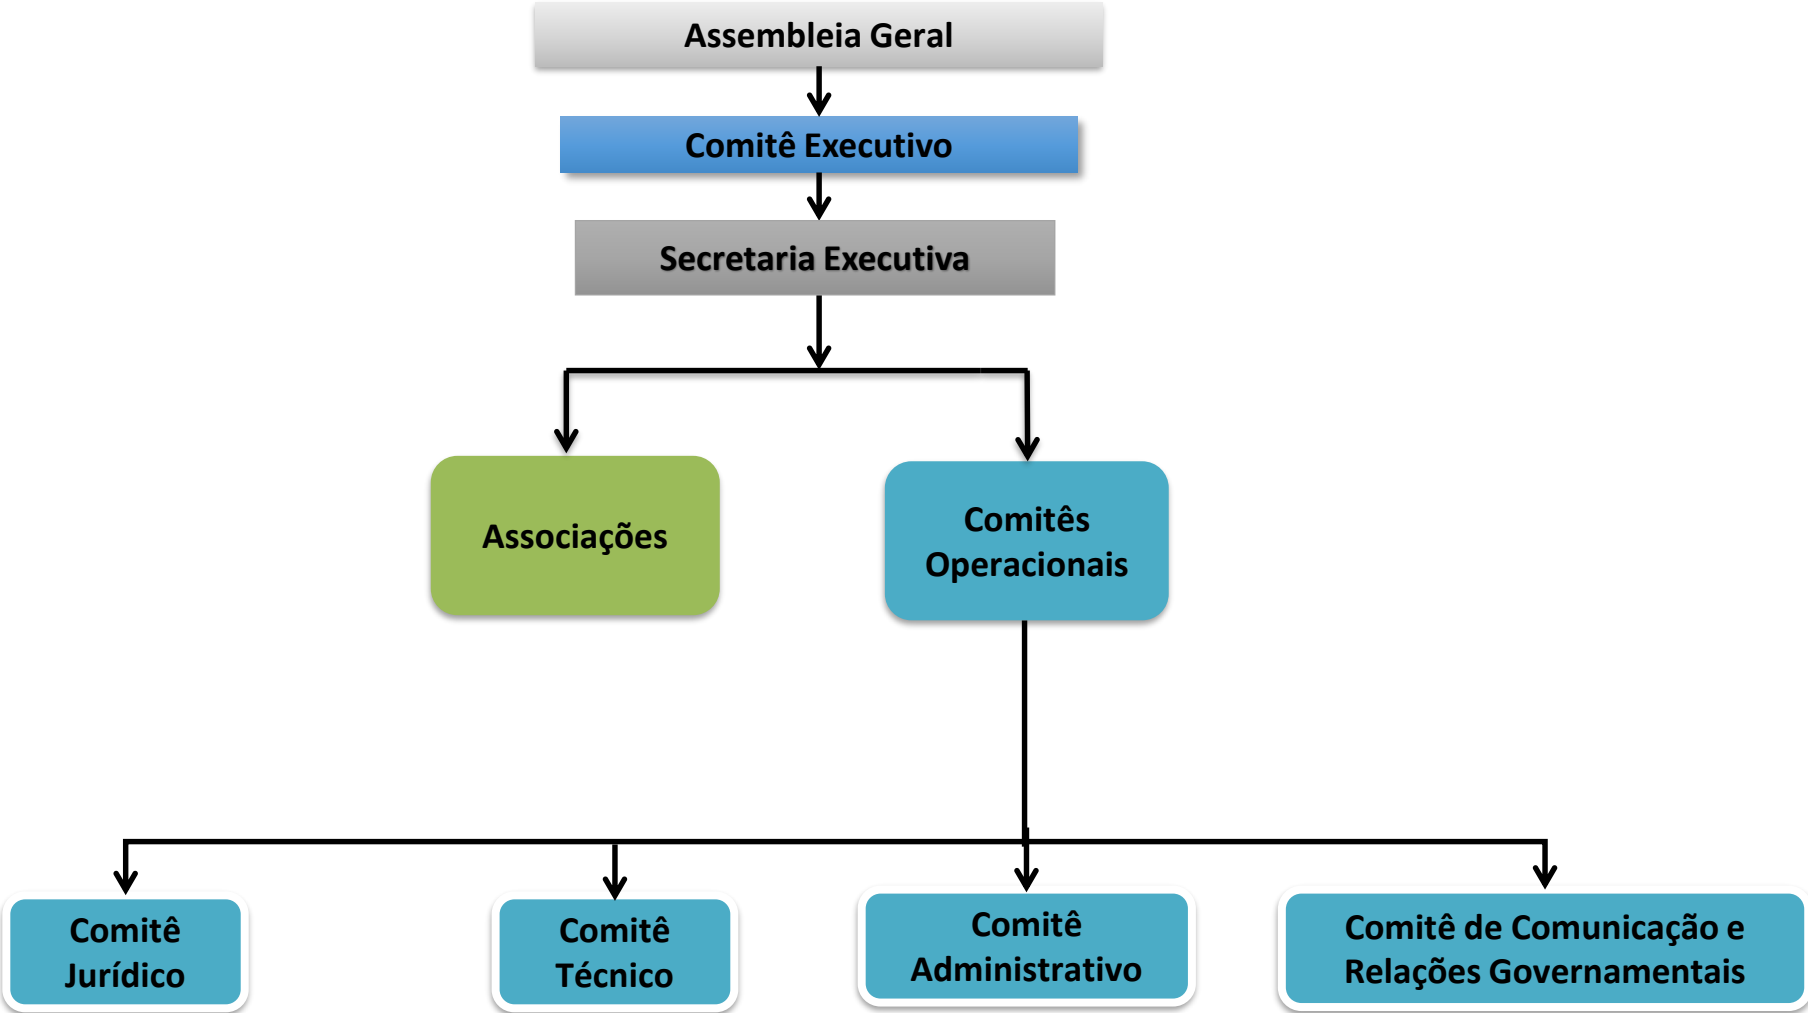 Assembleia Geral
Comitê Executivo
Secretaria Executiva
Associações
Comitês
Operacionais
Comitê
Jurídico
Comitê
Técnico
Comitê
Administrativo
Comitê de Comunicação e
Relações Governamentais